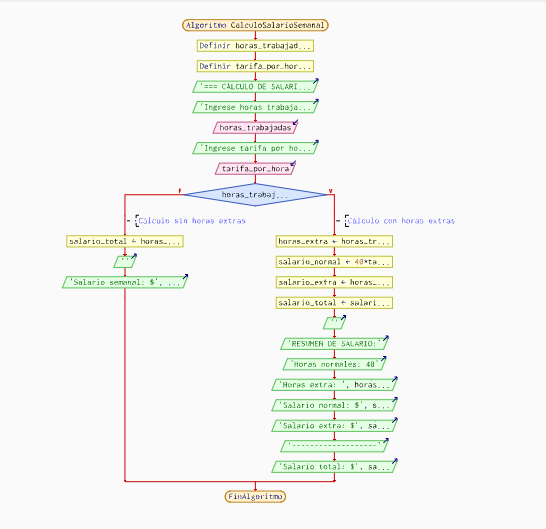 Algoritmo CalculoSalarioSemanal
Definir horas_trabajad...
Definir tarifa_por_hor...
'=== CÁLCULO DE SALARI...
'Ingrese horas trabaja...
horas_trabajadas
'Ingrese tarifa por ho...
tarifa_por_hora
horas_trabaj...
F
V
Cálculo sin horas extras
salario_total ← horas_...
''
'Salario semanal: $', ...
Cálculo con horas extras
horas_extra ← horas_tr...
salario_normal ← 40*ta...
salario_extra ← horas_...
salario_total ← salari...
''
'RESUMEN DE SALARIO:'
'Horas normales: 40'
'Horas extra: ', horas...
'Salario normal: $', s...
'Salario extra: $', sa...
'-------------------'
'Salario total: $', sa...
FinAlgoritmo